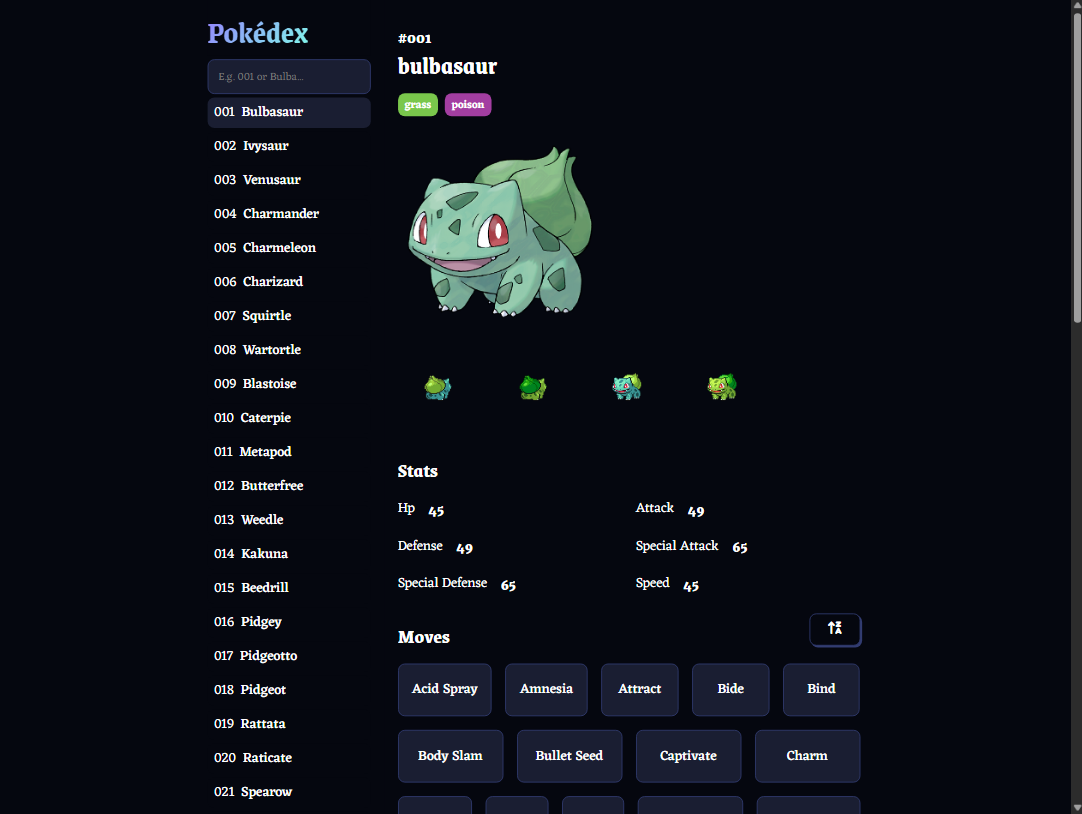 Pokédex
E.g. 001 or Bulba...
001 Bulbasaur
002 Ivysaur
003 Venusaur
004 Charmander
005 Charmeleon
006 Charizard
007 Squirtle
008 Wartortle
009 Blastoise
010 Caterpie
011 Metapod
012 Butterfree
013 Weedle
014 Kakuna
015 Beedrill
016 Pidgey
017 Pidgeotto
018 Pidgeot
019 Rattata
020 Raticate
021 Spearow
#001
bulbasaur
grass poison
Stats
Hp 45 Attack 49
Defense 49 Special Attack 65
Special Defense 65 Speed 45
Moves
Acid Spray Amnesia Attract Bide Bind
Body Slam Bullet Seed Captivate Charm